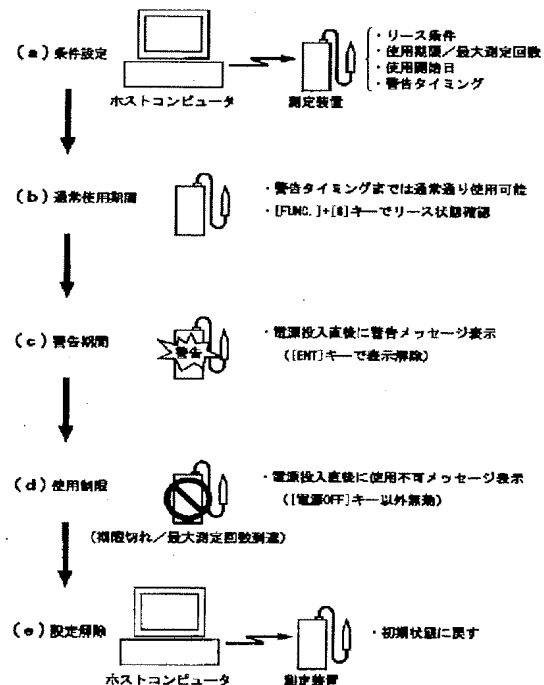 (a)条件設定
・リース条件
・使用期限/最大測定回数
・使用開始日
・警告タイミング
ホストコンピュータ
測定装置
(b)通常使用期間
・警告タイミングまでは通常通り使用可能
・[FUNC.]+[8]キーでリース状態確認
(c)警告期間
警告
・電源投入直後に警告メッセージ表示
([ENT]キーで表示解除)
(d)使用制限
・電源投入直後に使用不可メッセージ表示
([電源OFF]キー以外無効)
(期限切れ/最大測定回数到達)
(e)設定解除
・初期状態に戻す
ホストコンピュータ
測定装置